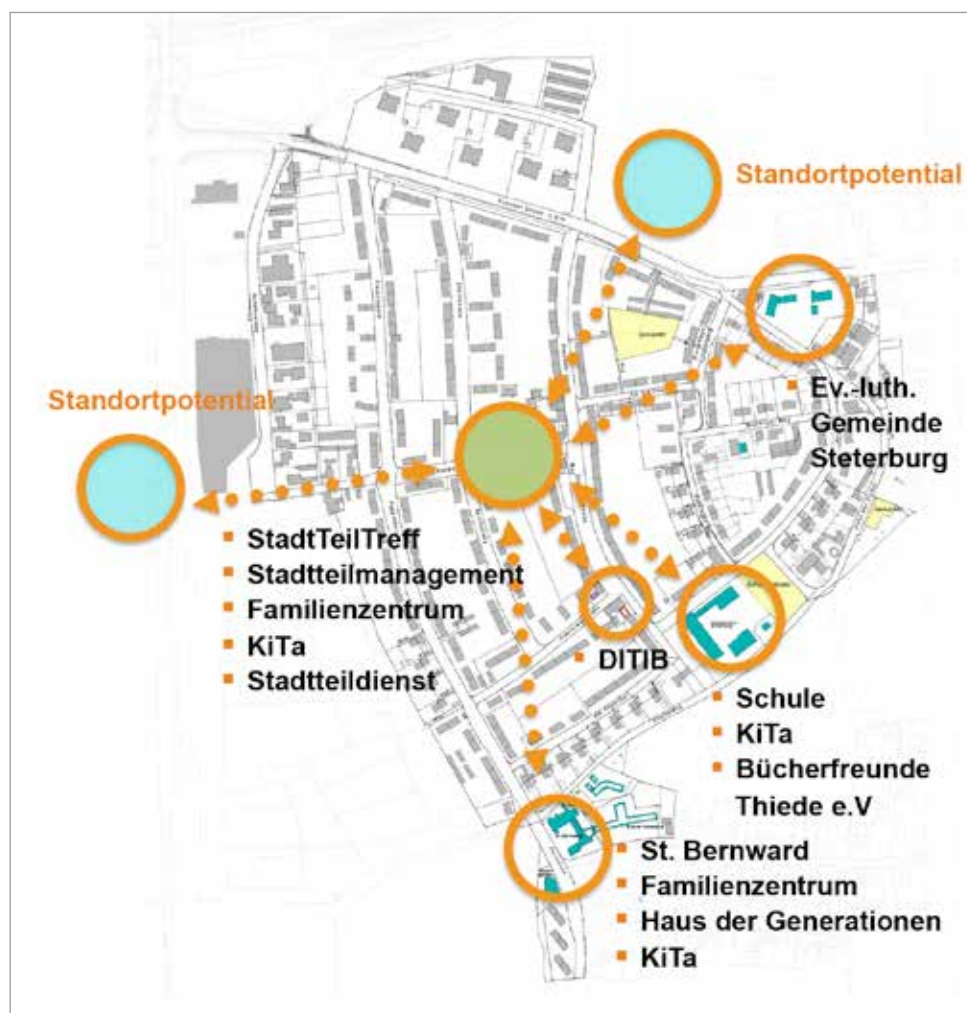 Standortpotential
Standortpotential
Ev.-luth.
Gemeinde
Steterburg
StadtTeilTreff
Stadtteilmanagement
Familienzentrum
KiTa
Stadtteildienst
DITIB
Schule
KiTa
Bücherfreunde
Thiede e.V
St. Bernward
Familienzentrum
Haus der Generationen
KiTa